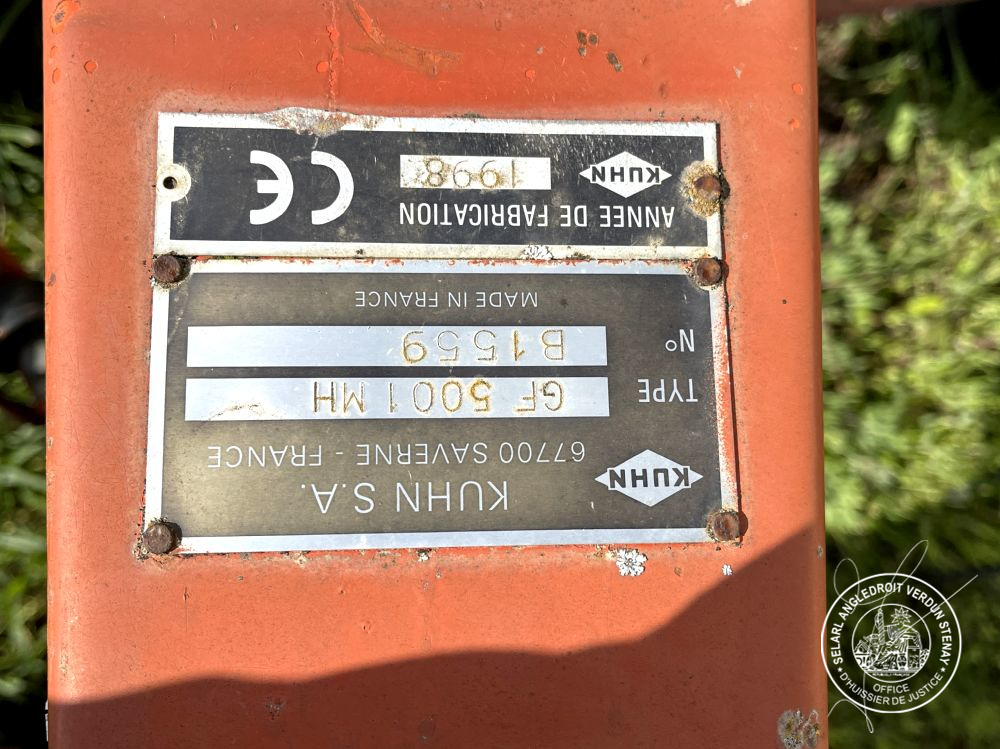 KUHN S.A.
KUHN
67700 SAVERNE - FRANCE
TYPE GF 5001 MH
N° B1559
MADE IN FRANCE
ANNEE DE FABRICATION
KUHN 1998 CE
SELARL ANGLEDROIT VERDUN STENAY
OFFICE
D'HUISSIER DE JUSTICE